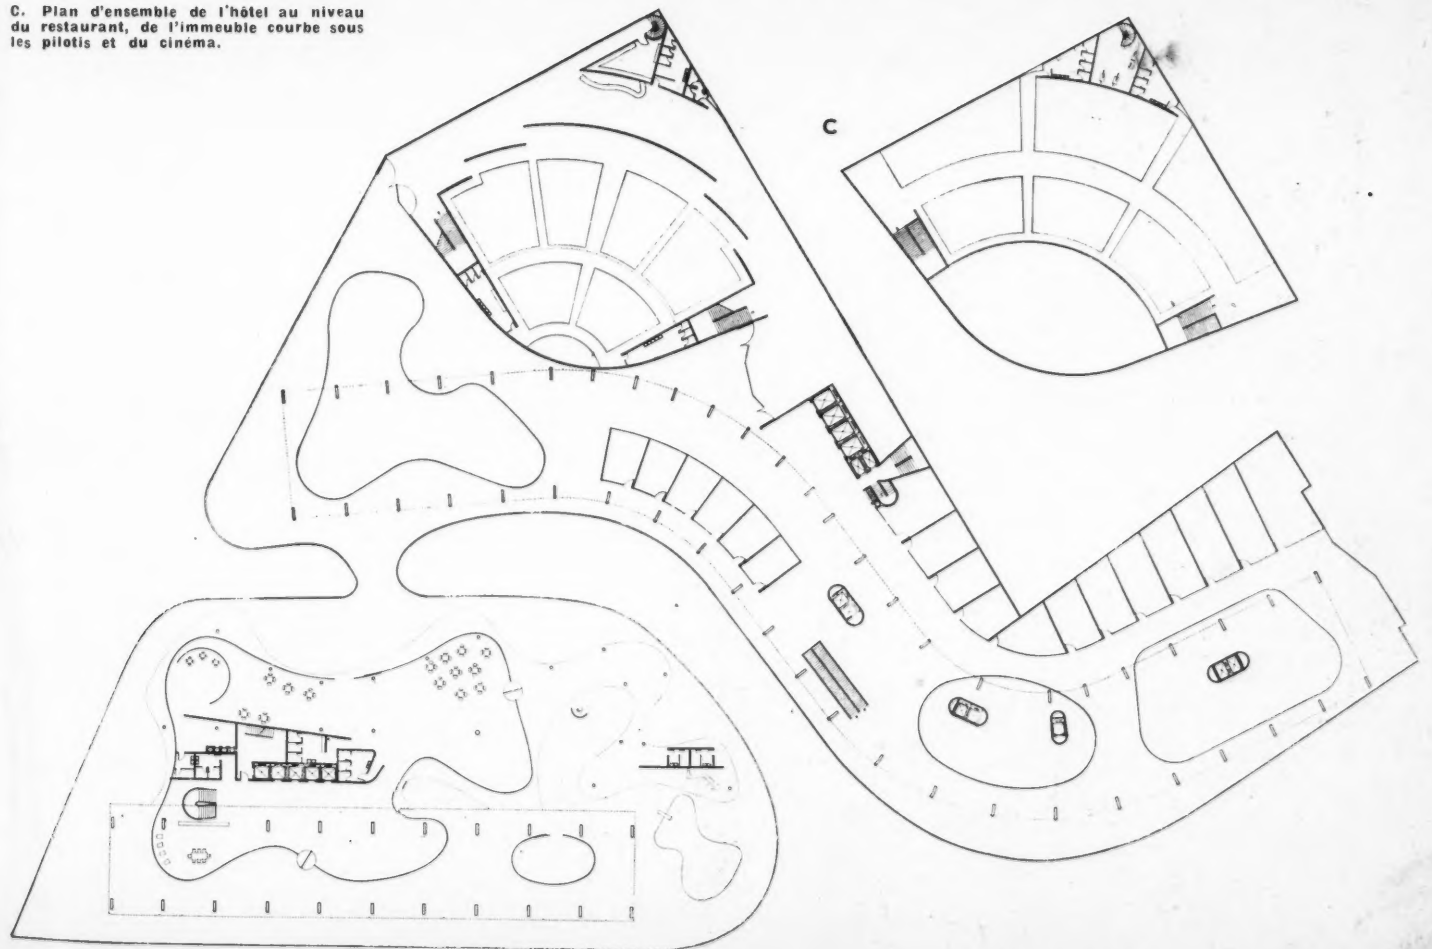 C. Plan d'ensemble de l'hôtel au niveau
du restaurant, de l'immeuble courbe sous
les pilotis et du cinéma.
C